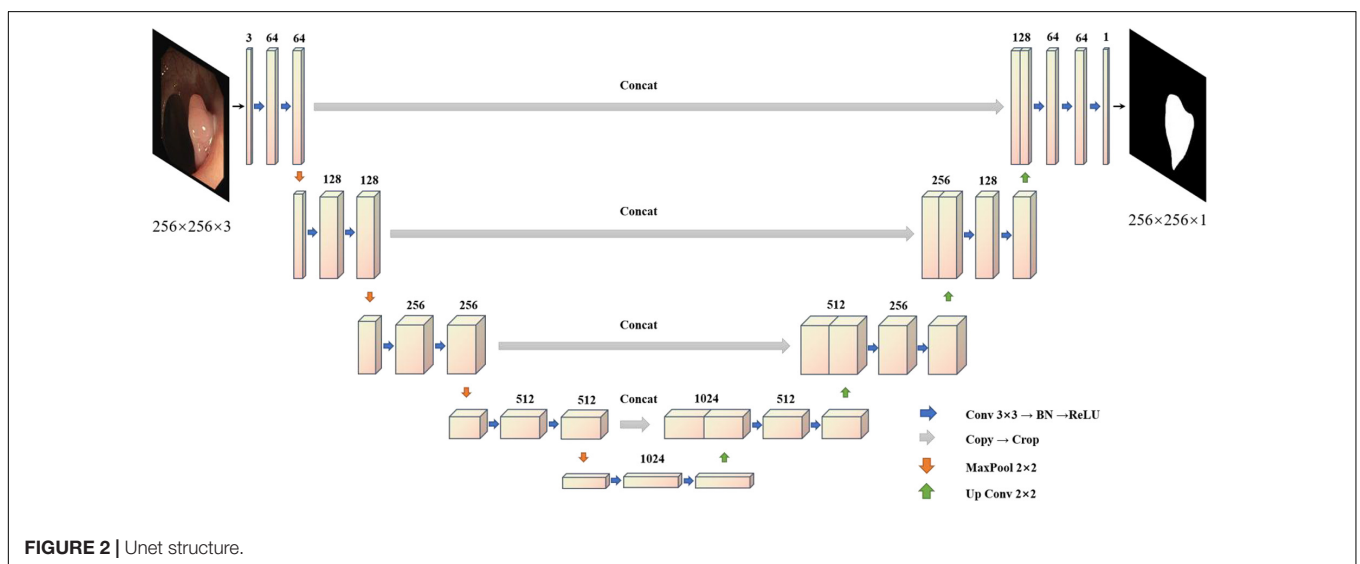 3 64 64
128 64 64 1
Concat
256×256×3
128 128
Concat
256 128
256×256×1
256 256
Concat
512 256
512 512
Concat
1024 512
1024
Conv 3×3 → BN →ReLU
Copy → Crop
MaxPool 2×2
Up Conv 2×2
FIGURE 2 | Unet structure.